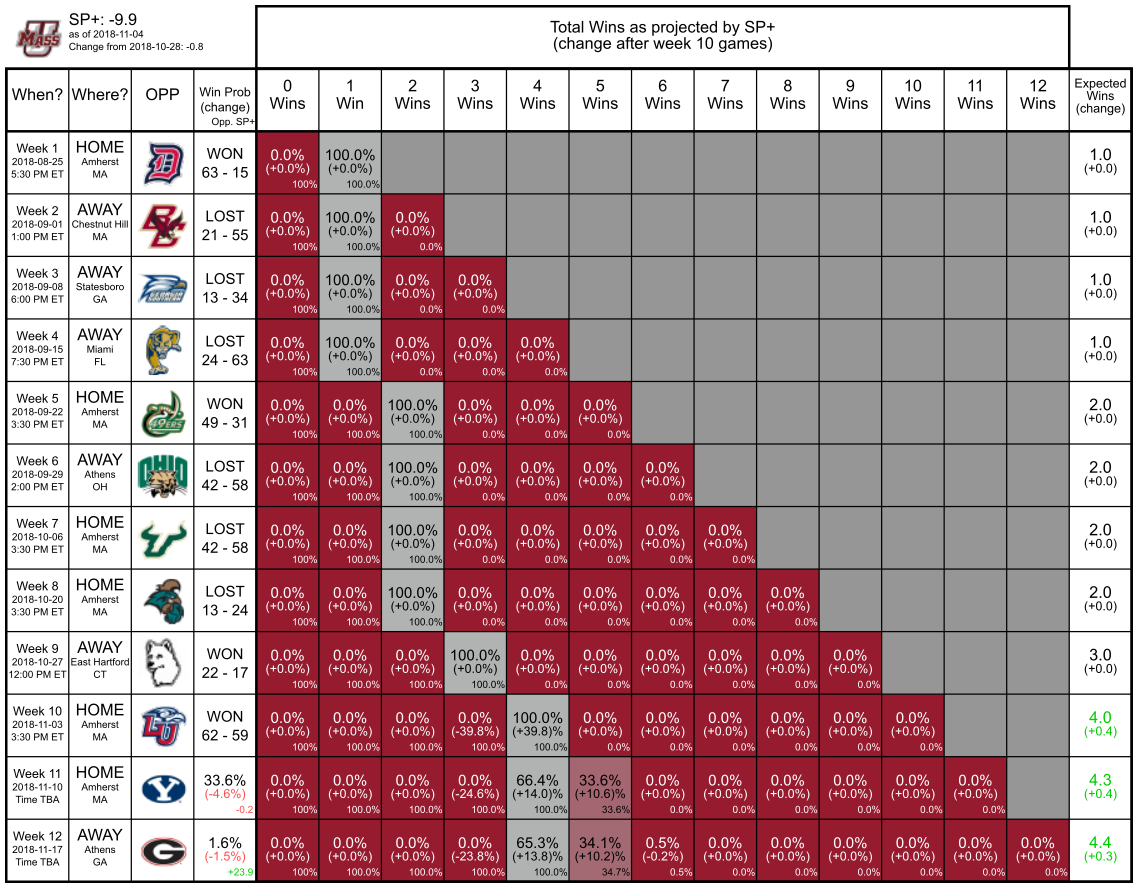 U MASS
SP+: -9.9
as of 2018-11-04
Change from 2018-10-28: -0.8
Total Wins as projected by SP+
(change after week 10 games)
When? Where? OPP Win Prob (change) Opp. SP+ 0 Wins 1 Win 2 Wins 3 Wins 4 Wins 5 Wins 6 Wins 7 Wins 8 Wins 9 Wins 10 Wins 11 Wins 12 Wins Expected Wins (change)
Week 1 HOME D WON 0.0% 100.0% 1.0
2018-08-25 Amherst 63 - 15 (+0.0%) (+0.0%) (+0.0)
5:30 PM ET MA 100% 100.0%
Week 2 AWAY BC LOST 0.0% 100.0% 0.0% 1.0
2018-09-01 Chestnut Hill 21 - 55 (+0.0%) (+0.0%) (+0.0%) (+0.0)
1:00 PM ET MA 100% 100.0% 0.0%
Week 3 AWAY LOST 0.0% 100.0% 0.0% 0.0% 1.0
2018-09-08 Statesboro 13 - 34 (+0.0%) (+0.0%) (+0.0%) (+0.0%) (+0.0)
6:00 PM ET GA 100% 100.0% 0.0% 0.0%
Week 4 AWAY LOST 0.0% 100.0% 0.0% 0.0% 0.0% 1.0
2018-09-15 Miami 24 - 63 (+0.0%) (+0.0%) (+0.0%) (+0.0%) (+0.0%) (+0.0)
7:30 PM ET FL 100% 100.0% 0.0% 0.0% 0.0%
Week 5 HOME 49ERS WON 0.0% 0.0% 100.0% 0.0% 0.0% 0.0% 2.0
2018-09-22 Amherst 49 - 31 (+0.0%) (+0.0%) (+0.0%) (+0.0%) (+0.0%) (+0.0%) (+0.0)
3:30 PM ET MA 100% 100.0% 100.0% 0.0% 0.0% 0.0%
Week 6 AWAY OHIO LOST 0.0% 0.0% 100.0% 0.0% 0.0% 0.0% 0.0% 2.0
2018-09-29 Athens 42 - 58 (+0.0%) (+0.0%) (+0.0%) (+0.0%) (+0.0%) (+0.0%) (+0.0%) (+0.0)
2:00 PM ET OH 100% 100.0% 100.0% 0.0% 0.0% 0.0% 0.0%
Week 7 HOME LOST 0.0% 0.0% 100.0% 0.0% 0.0% 0.0% 0.0% 0.0% 2.0
2018-10-06 Amherst 42 - 58 (+0.0%) (+0.0%) (+0.0%) (+0.0%) (+0.0%) (+0.0%) (+0.0%) (+0.0%) (+0.0)
3:30 PM ET MA 100% 100.0% 100.0% 0.0% 0.0% 0.0% 0.0% 0.0%
Week 8 HOME LOST 0.0% 0.0% 100.0% 0.0% 0.0% 0.0% 0.0% 0.0% 0.0% 2.0
2018-10-20 Amherst 13 - 24 (+0.0%) (+0.0%) (+0.0%) (+0.0%) (+0.0%) (+0.0%) (+0.0%) (+0.0%) (+0.0%) (+0.0)
3:30 PM ET MA 100% 100.0% 100.0% 0.0% 0.0% 0.0% 0.0% 0.0% 0.0%
Week 9 AWAY WON 0.0% 0.0% 0.0% 100.0% 0.0% 0.0% 0.0% 0.0% 0.0% 0.0% 3.0
2018-10-27 East Hartford 22 - 17 (+0.0%) (+0.0%) (+0.0%) (+0.0%) (+0.0%) (+0.0%) (+0.0%) (+0.0%) (+0.0%) (+0.0%) (+0.0)
12:00 PM ET CT 100% 100.0% 100.0% 100.0% 0.0% 0.0% 0.0% 0.0% 0.0% 0.0%
Week 10 HOME LU WON 0.0% 0.0% 0.0% 0.0% 100.0% 0.0% 0.0% 0.0% 0.0% 0.0% 0.0% 4.0
2018-11-03 Amherst 62 - 59 (+0.0%) (+0.0%) (+0.0%) (-39.8%) (+39.8)% (+0.0%) (+0.0%) (+0.0%) (+0.0%) (+0.0%) (+0.0%) (+0.4)
3:30 PM ET MA 100% 100.0% 100.0% 100.0% 100.0% 0.0% 0.0% 0.0% 0.0% 0.0% 0.0%
Week 11 HOME Y 33.6% 0.0% 0.0% 0.0% 0.0% 66.4% 33.6% 0.0% 0.0% 0.0% 0.0% 0.0% 0.0% 4.3
2018-11-10 Amherst (-4.6%) (+0.0%) (+0.0%) (+0.0%) (-24.6%) (+14.0)% (+10.6)% (+0.0%) (+0.0%) (+0.0%) (+0.0%) (+0.0%) (+0.0%) (+0.4)
Time TBA MA -0.2 100% 100.0% 100.0% 100.0% 100.0% 33.6% 0.0% 0.0% 0.0% 0.0% 0.0% 0.0%
Week 12 AWAY G 1.6% 0.0% 0.0% 0.0% 0.0% 65.3% 34.1% 0.5% 0.0% 0.0% 0.0% 0.0% 0.0% 0.0% 4.4
2018-11-17 Athens (-1.5%) (+0.0%) (+0.0%) (+0.0%) (-23.8%) (+13.8)% (+10.2)% (-0.2%) (+0.0%) (+0.0%) (+0.0%) (+0.0%) (+0.0%) (+0.0%) (+0.3)
Time TBA GA +23.9 100% 100.0% 100.0% 100.0% 100.0% 34.7% 0.5% 0.0% 0.0% 0.0% 0.0% 0.0% 0.0%